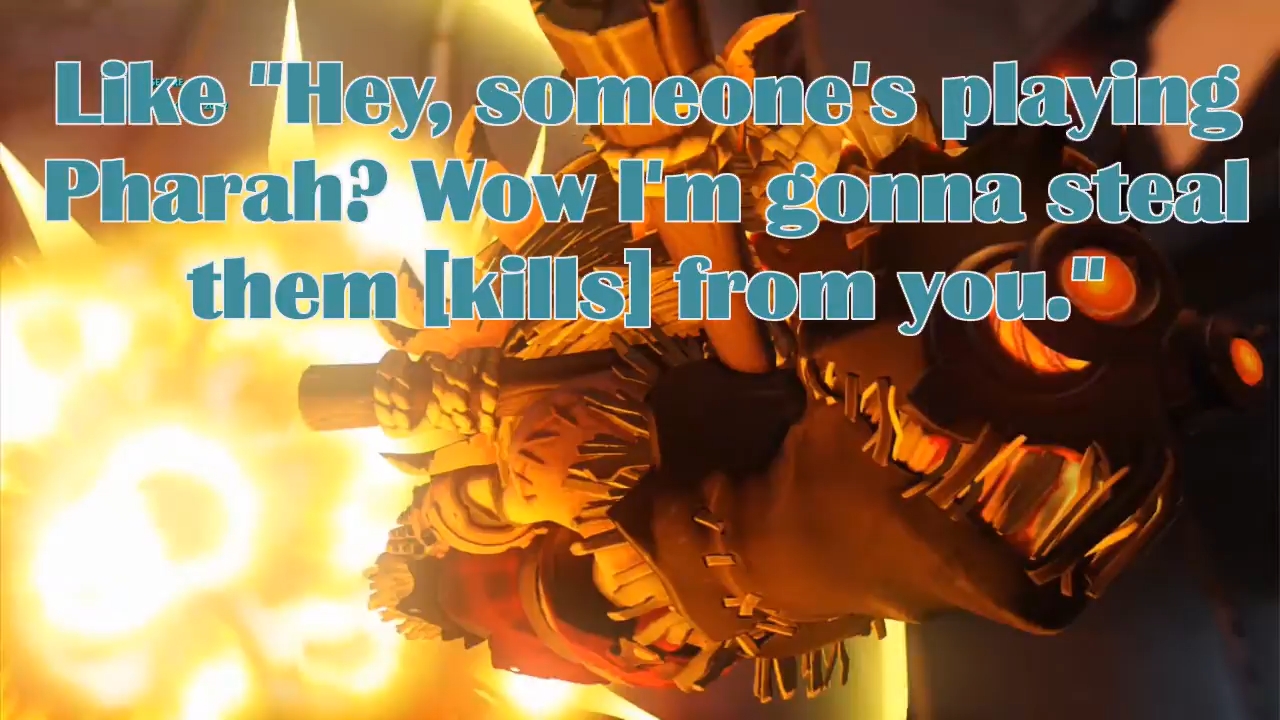 Like "Hey, someone's playing
Pharah? Wow I'm gonna steal
them [kills] from you."